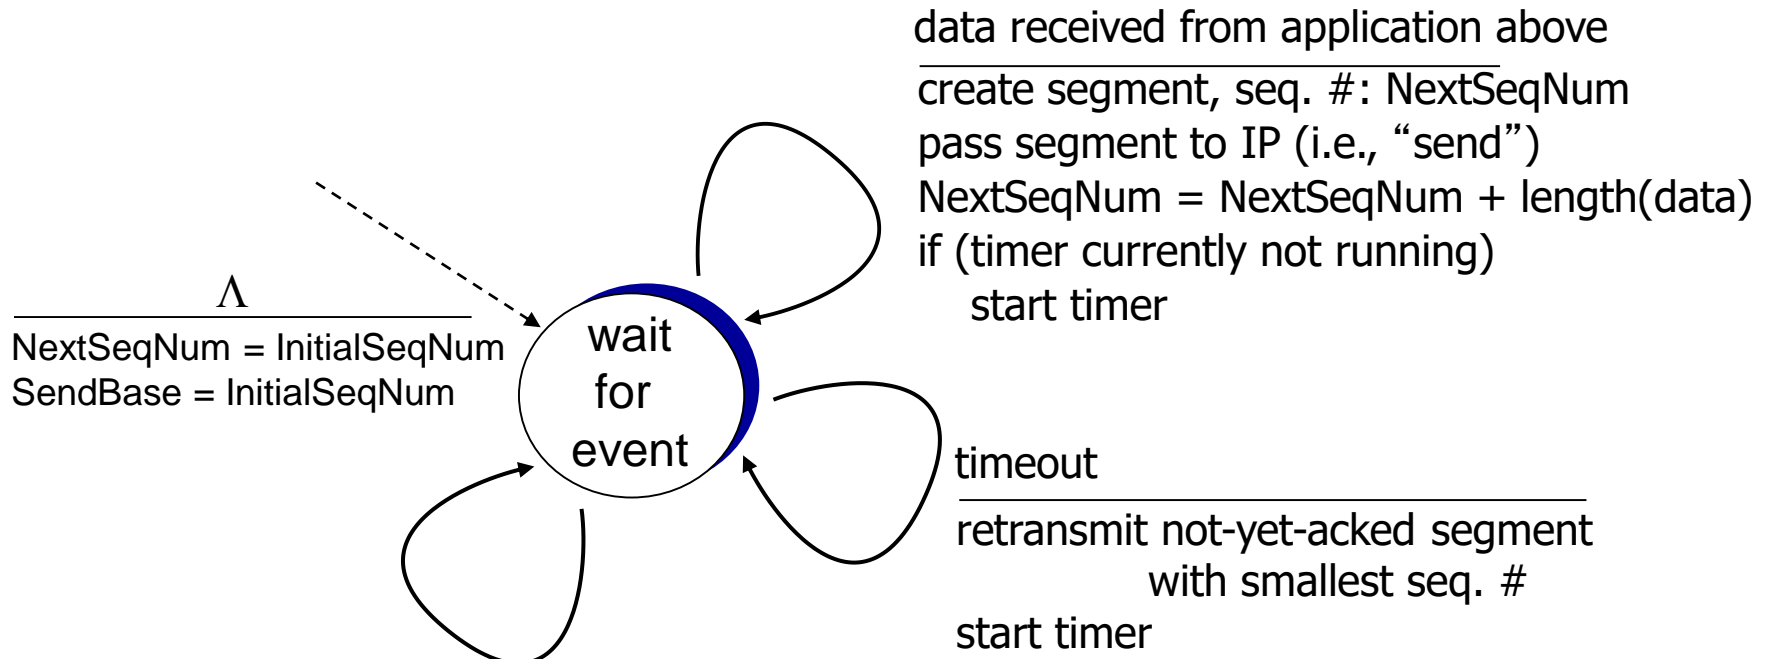 data received from application above
create segment, seq. #: NextSeqNum
pass segment to IP (i.e., “send”)
NextSeqNum = NextSeqNum + length(data)
if (timer currently not running)
start timer
Λ
NextSeqNum = InitialSeqNum
SendBase = InitialSeqNum
wait
for
event
timeout
retransmit not-yet-acked segment
with smallest seq. #
start timer